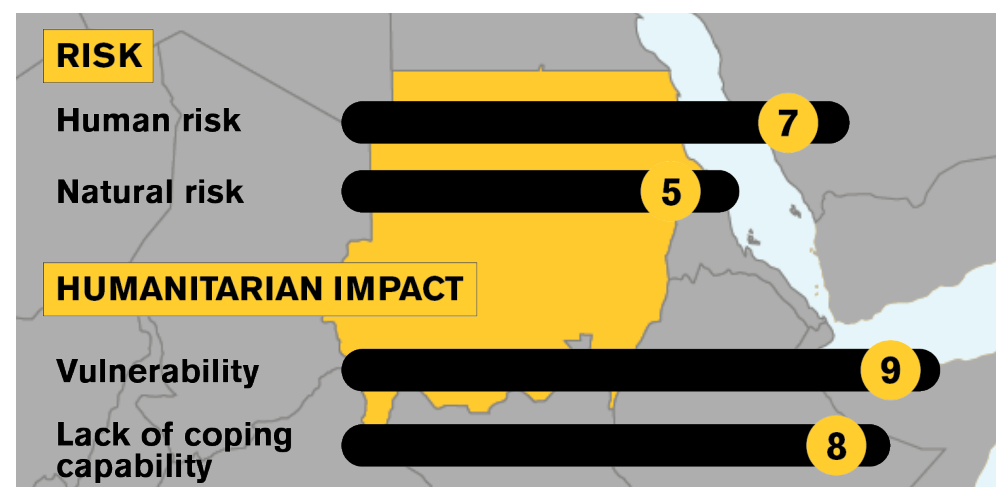 RISK
Human risk
7
Natural risk
5
HUMANITARIAN IMPACT
Vulnerability
9
Lack of coping
capability
8